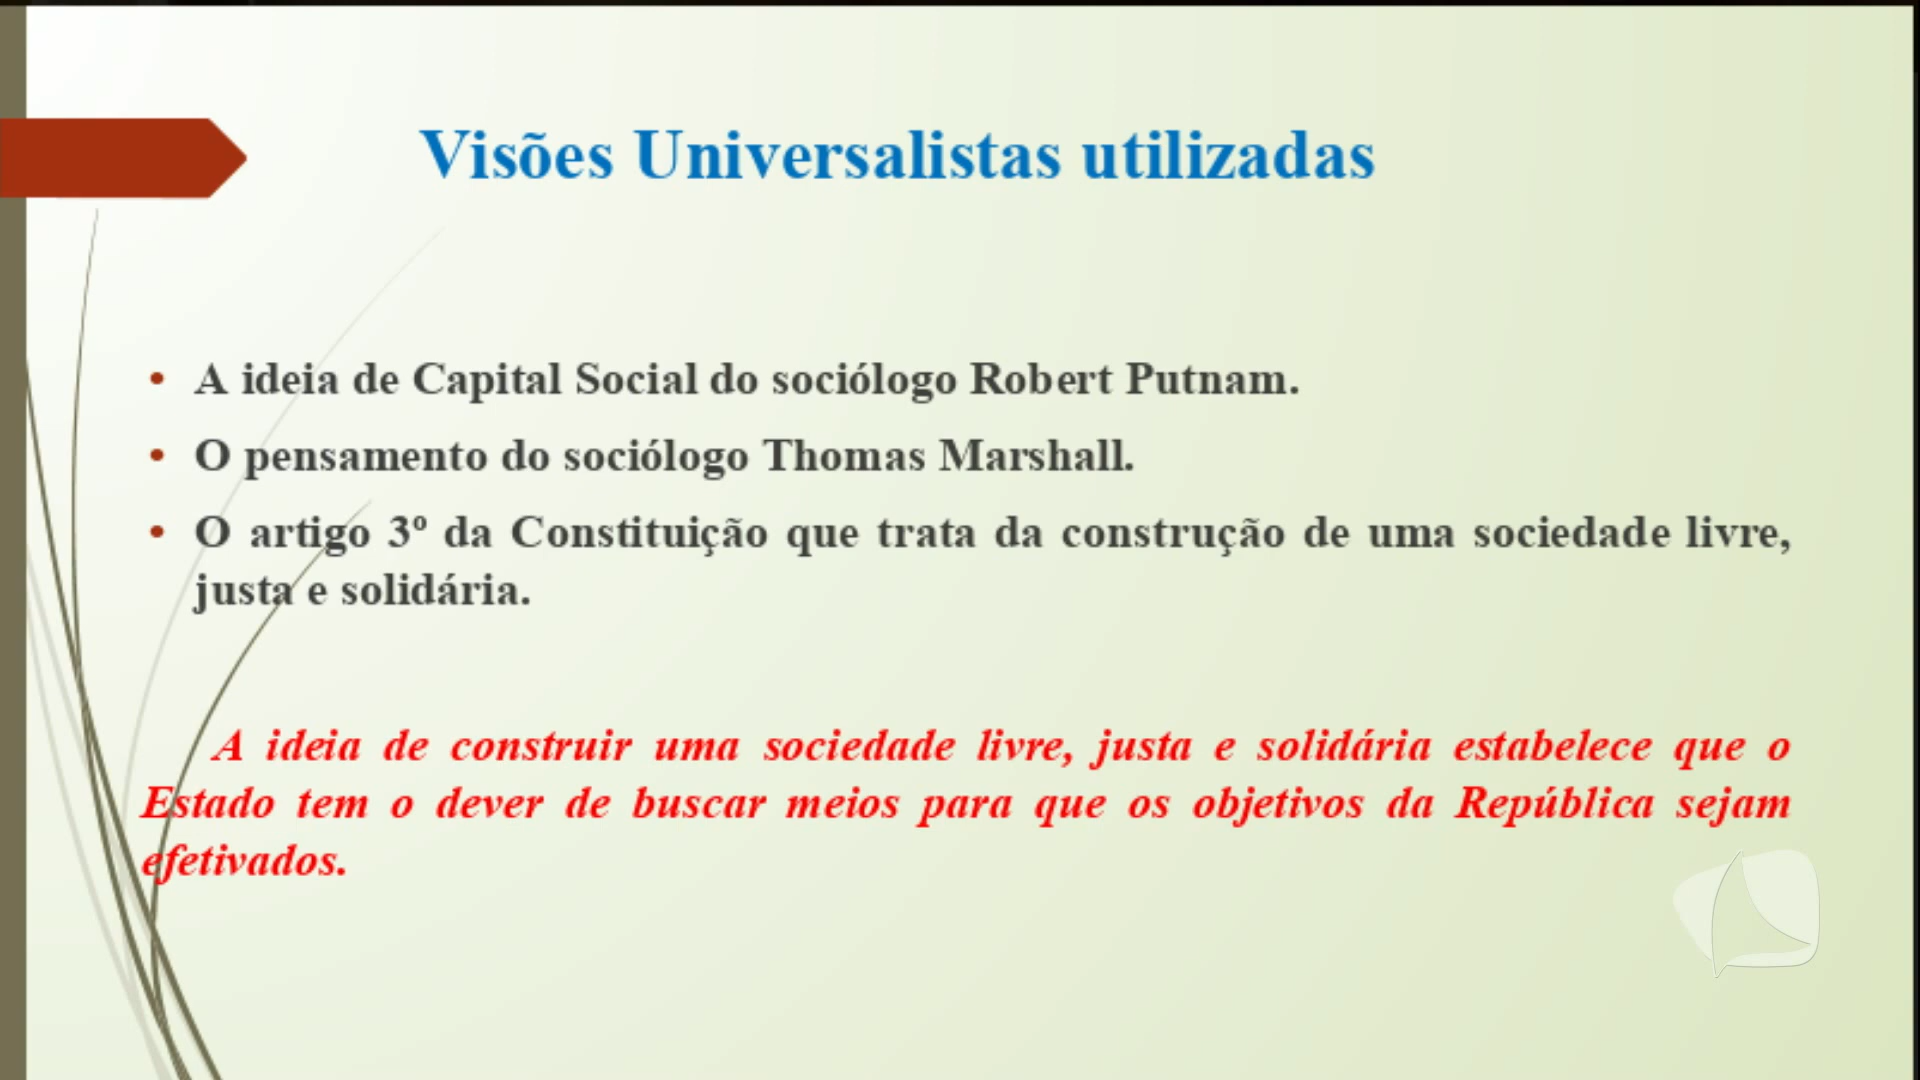 Visões Universalistas utilizadas
• A ideia de Capital Social do sociólogo Robert Putnam.
• O pensamento do sociólogo Thomas Marshall.
• O artigo 3º da Constituição que trata da construção de uma sociedade livre,
justa e solidária.
A ideia de construir uma sociedade livre, justa e solidária estabelece que o
Estado tem o dever de buscar meios para que os objetivos da República sejam
efetivados.